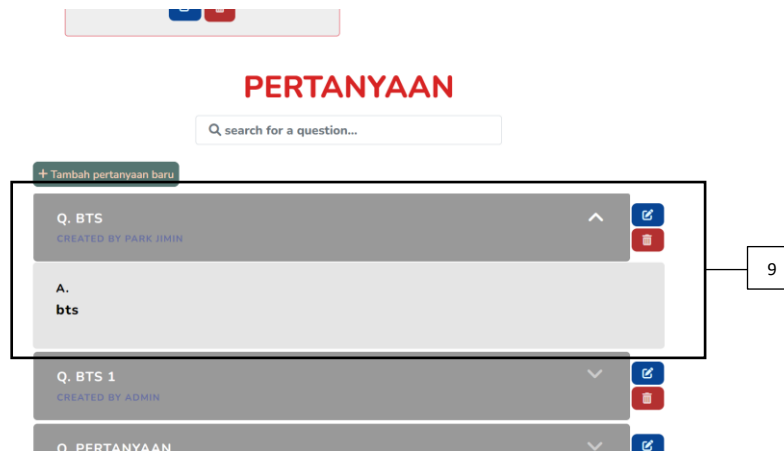 PERTANYAAN
search for a question...
+ Tambah pertanyaan baru
Q. BTS
CREATED BY PARK JIMIN
A.
bts
9
Q. BTS 1
CREATED BY ADMIN
Q. PERTANYAAN